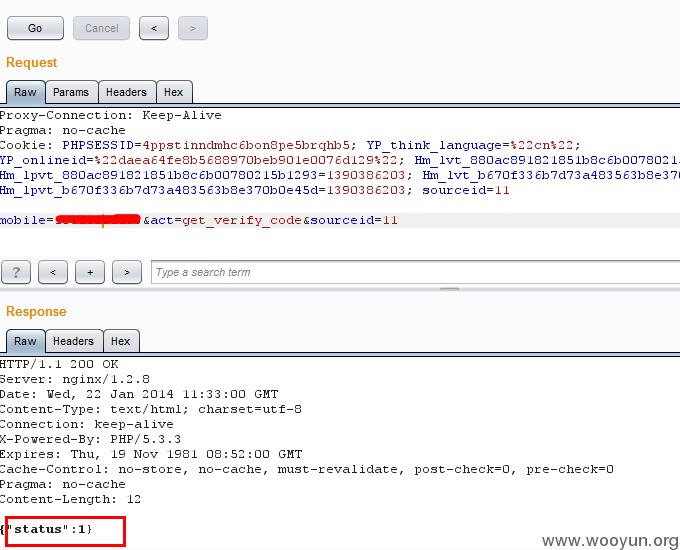 Go Cancel < >
Request
Raw Params Headers Hex
Proxy-Connection: Keep-Alive
Pragma: no-cache
Cookie: PHPSESSID=4ppstinndmhc6bon8pe5brqhb5; YP_think_language=%22cn%22;
YP_onlineid=%22daea64fe8b5688970beb901e0076d129%22; Hm_lvt_880ac891821851b8c6b00780215
Hm_lpvt_880ac891821851b8c6b00780215b1293=1390386203; Hm_lvt_b670f336b7d73a483563b8e370
Hm_lpvt_b670f336b7d73a483563b8e370b0e45d=1390386203; sourceid=11
mobile= &act=get_verify_code&sourceid=11
? < + > Type a search term
Response
Raw Headers Hex
HTTP/1.1 200 OK
Server: nginx/1.2.8
Date: Wed, 22 Jan 2014 11:33:00 GMT
Content-Type: text/html; charset=utf-8
Connection: keep-alive
X-Powered-By: PHP/5.3.3
Expires: Thu, 19 Nov 1981 08:52:00 GMT
Cache-Control: no-store, no-cache, must-revalidate, post-check=0, pre-check=0
Pragma: no-cache
Content-Length: 12
{"status":1}
www.wooyun.org